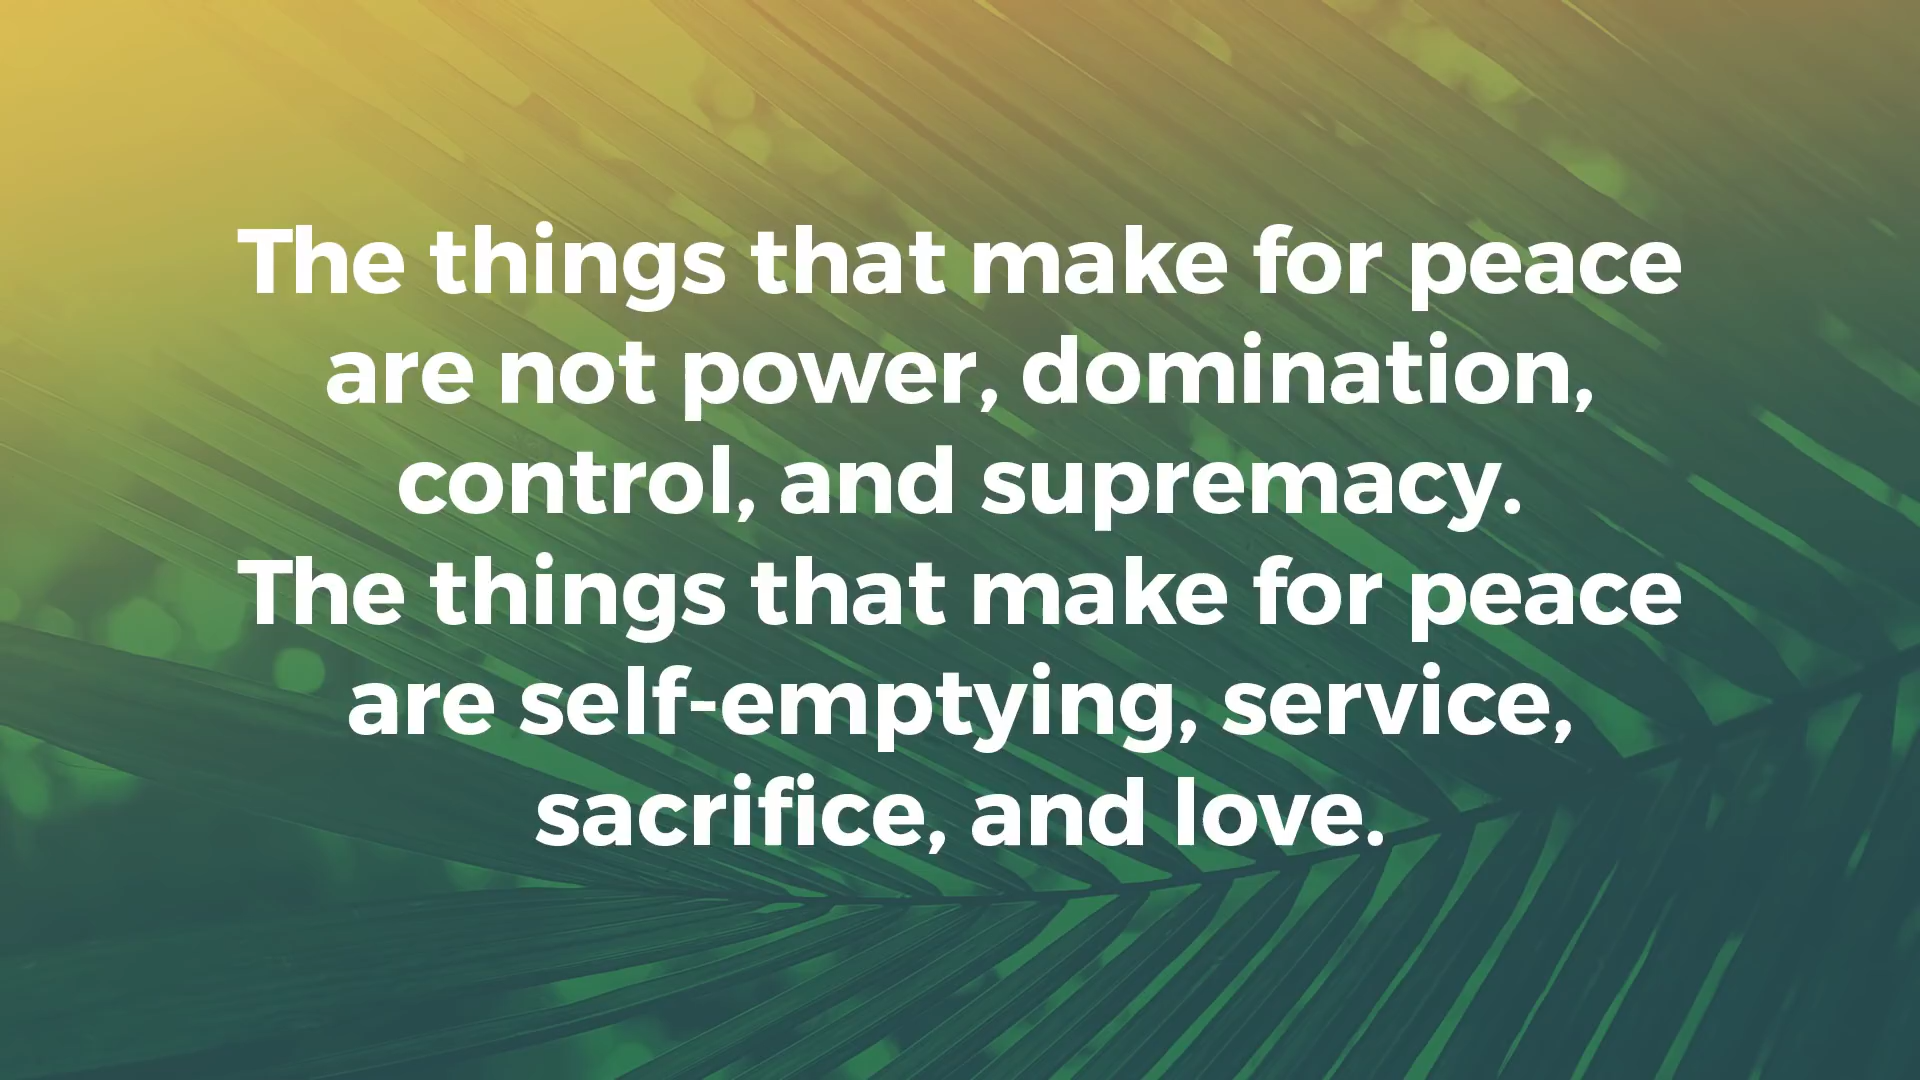 The things that make for peace
are not power, domination,
control, and supremacy.
The things that make for peace
are self-emptying, service,
sacrifice, and love.